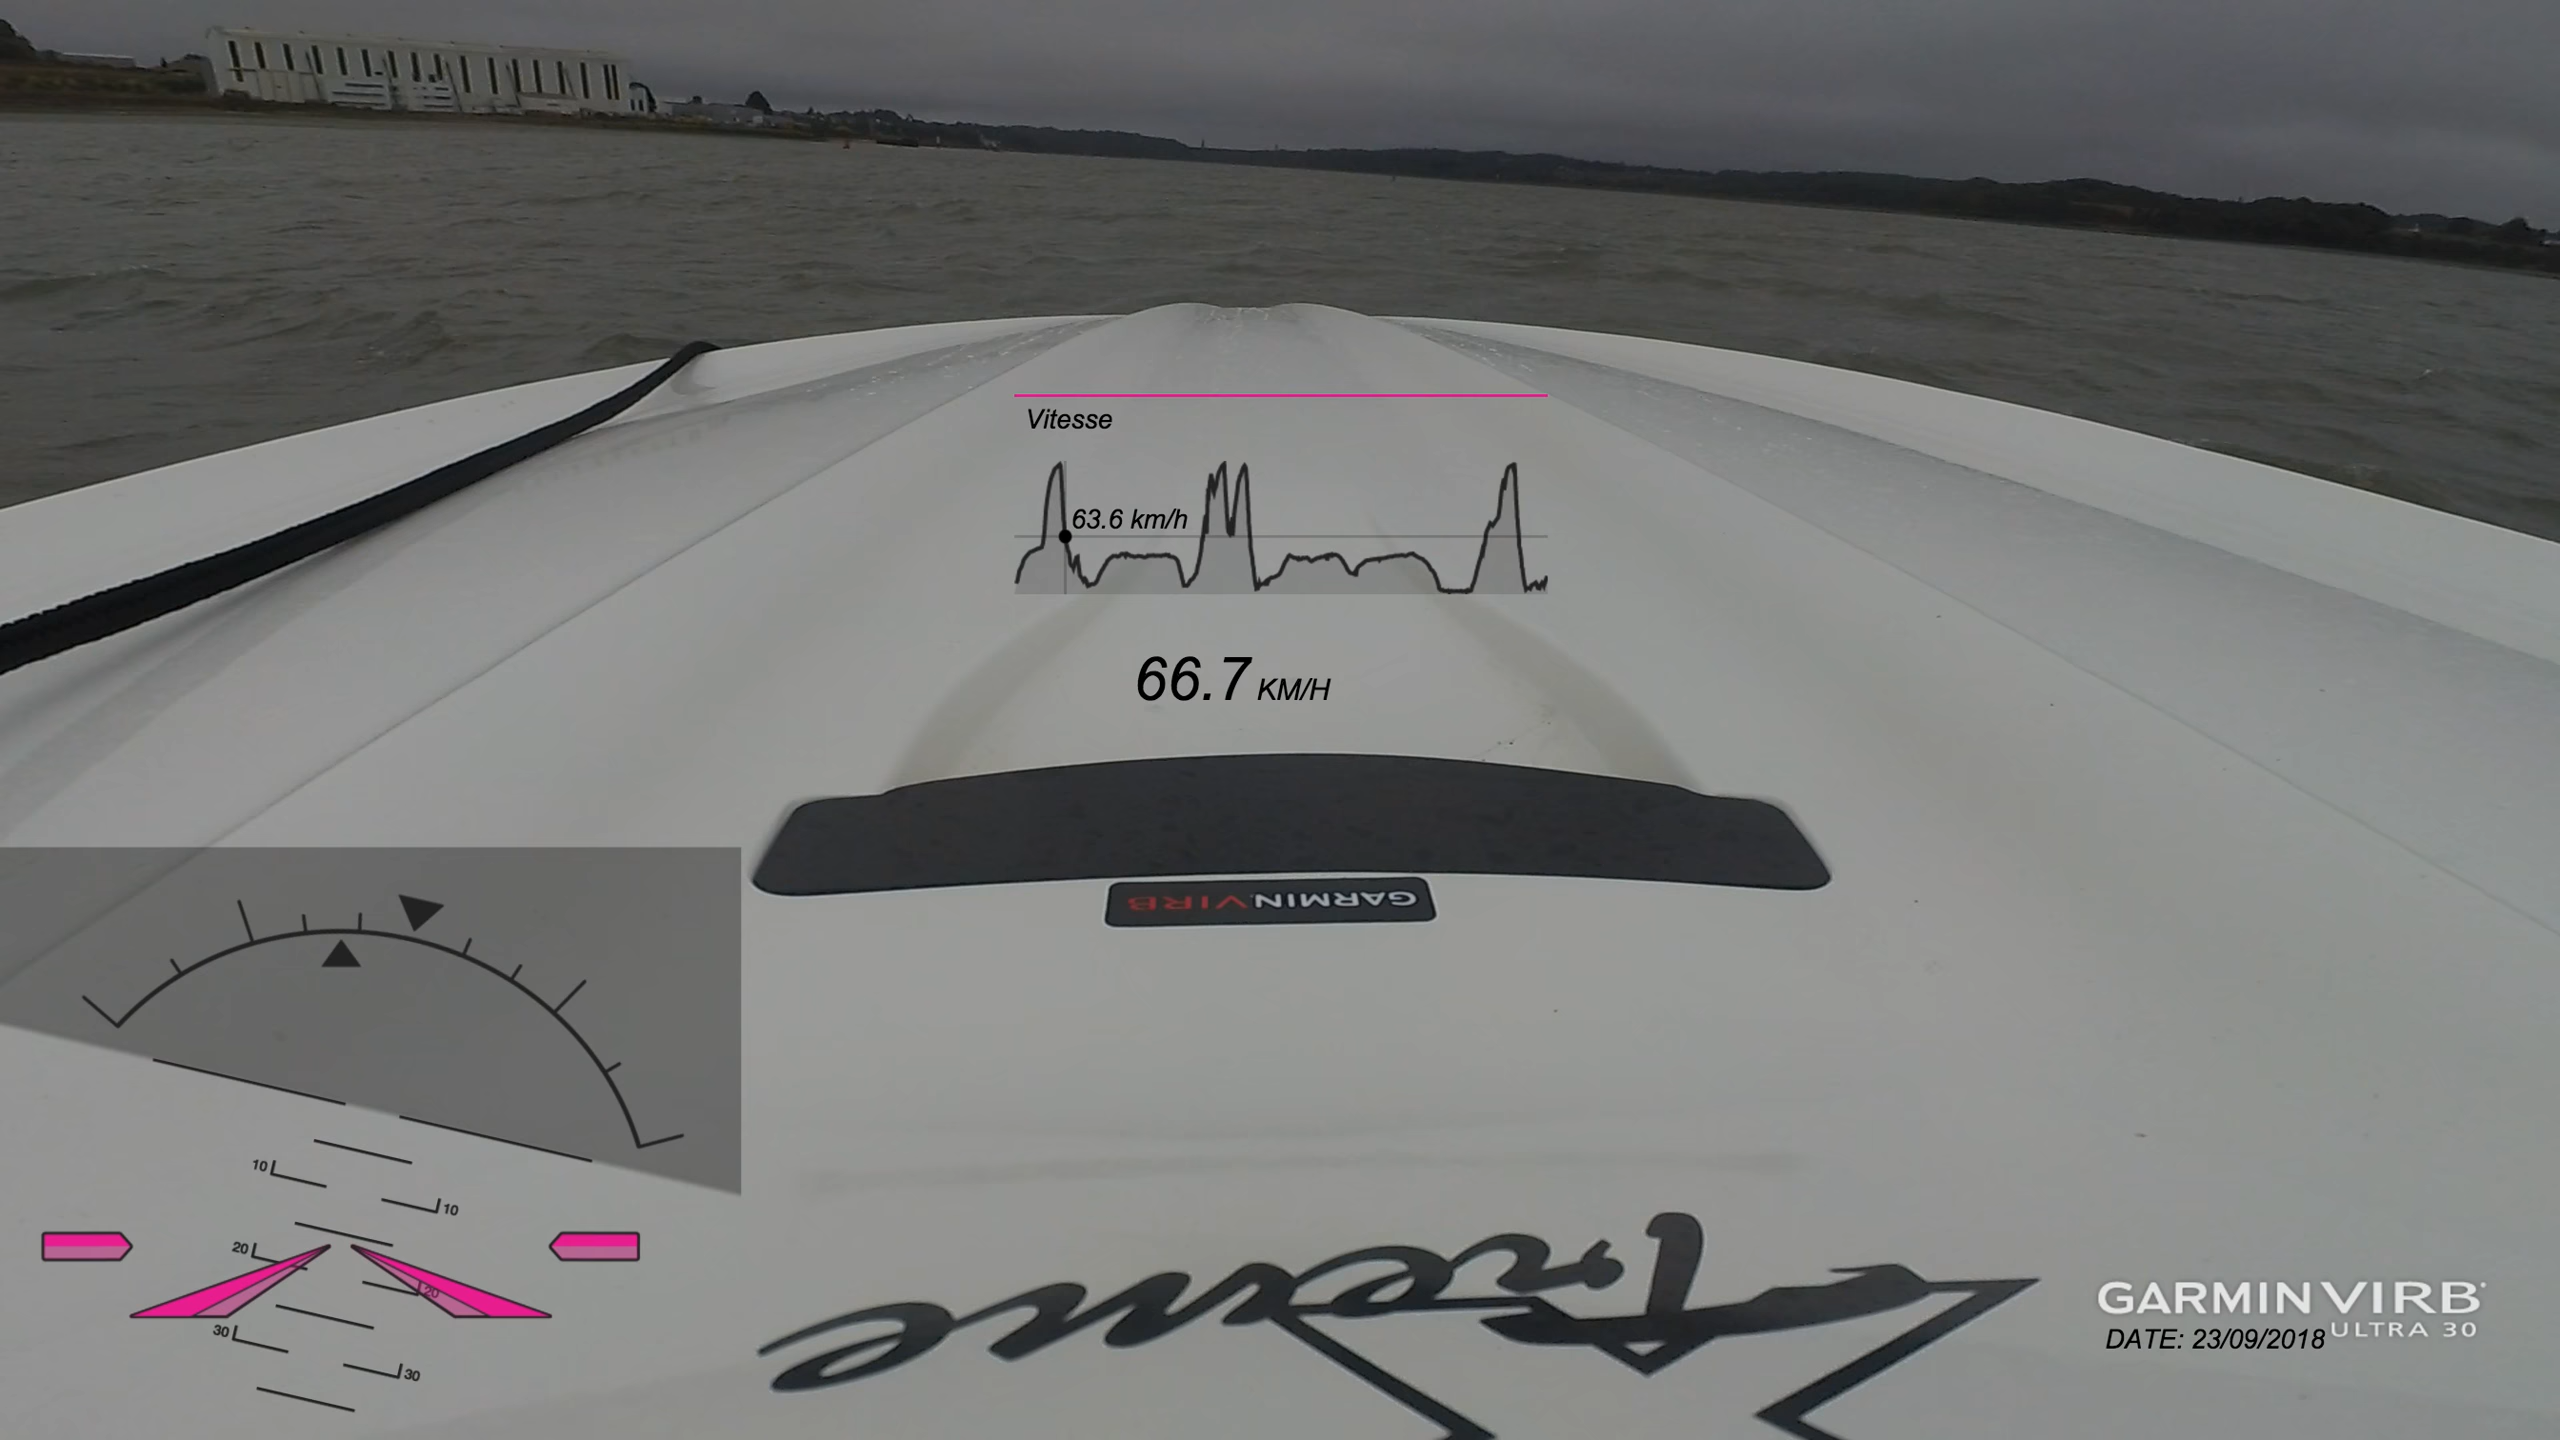 Vitesse
63.6 km/h
66.7 KM/H
GARMIN VIRB
10
10
20
20
30
30
GARMIN VIRB
ULTRA 30
DATE: 23/09/2018